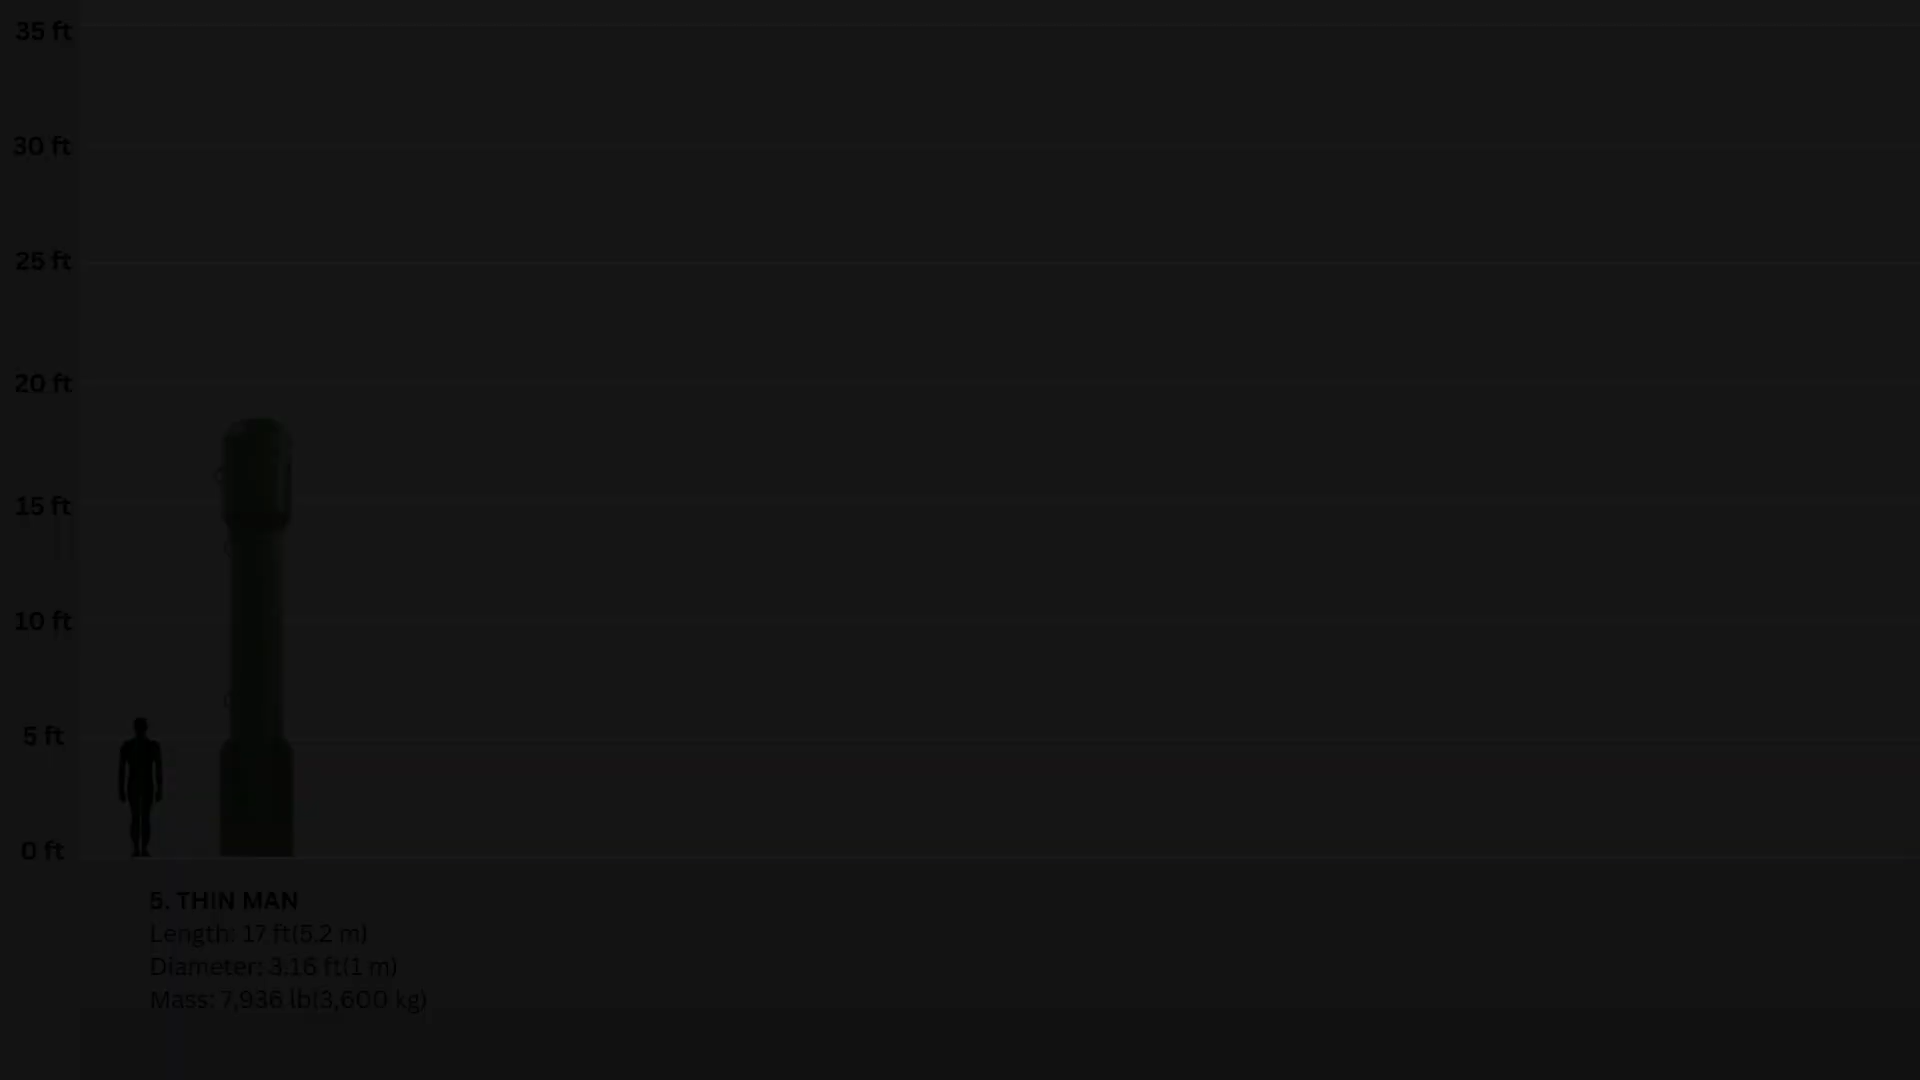 35 ft
30 ft
25 ft
20 ft
15 ft
10 ft
5 ft
0 ft
5. THIN MAN
Length: 17 ft(5.2 m)
Diameter: 3.16 ft(1 m)
Mass: 7,936 lb(3,600 kg)